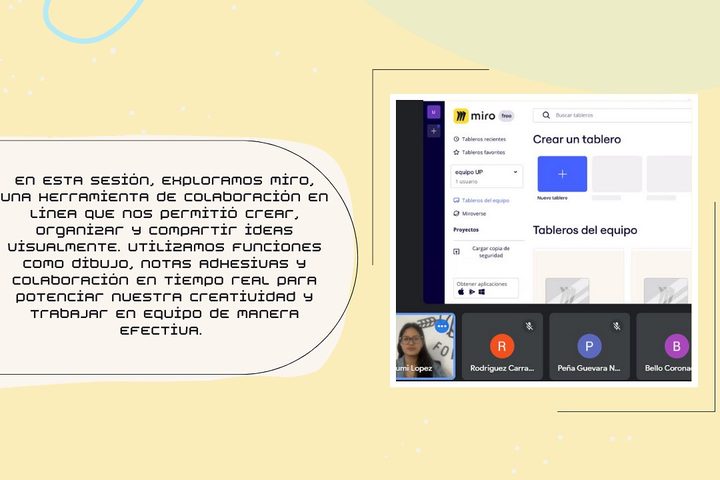 EN ESTA SESIÓN, EXPLORAMOS MIRO,
UNA HERRAMIENTA DE COLABORACIÓN EN
LÍNEA QUE NOS PERMITIÓ CREAR,
ORGANIZAR Y COMPARTIR IDEAS
VISUALMENTE. UTILIZAMOS FUNCIONES
COMO DIBUJO, NOTAS ADHESIVAS Y
COLABORACIÓN EN TIEMPO REAL PARA
POTENCIAR NUESTRA CREATIVIDAD Y
TRABAJAR EN EQUIPO DE MANERA
EFECTIVA.
miro free
Buscar tableros
Tableros recientes
Tableros favoritos
equipo UP
1 usuario
Tableros del equipo
Miroverse
Proyectos
Cargar copia de
seguridad
Obtener aplicaciones
Crear un tablero
Nuevo tablero
Tableros del equipo
umi Lopez
R
Rodriguez Carra...
P
Peña Guevara N...
B
Bello Corona